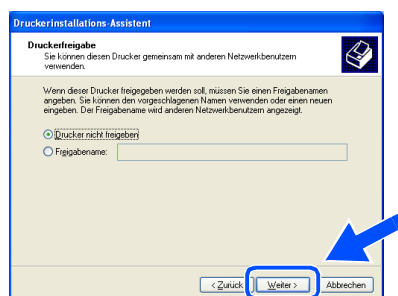 Druckerinstallations-Assistent
Druckerfreigabe
Sie können diesen Drucker gemeinsam mit anderen Netzwerkbenutzern
verwenden.
Wenn dieser Drucker freigegeben werden soll, müssen Sie einen Freigabenamen
angeben. Sie können den vorgeschlagenen Namen verwenden oder einen neuen
eingeben. Der Freigabename wird anderen Netzwerkbenutzern angezeigt.
Drucker nicht freigeben
Freigabename:
< Zurück Weiter > Abbrechen